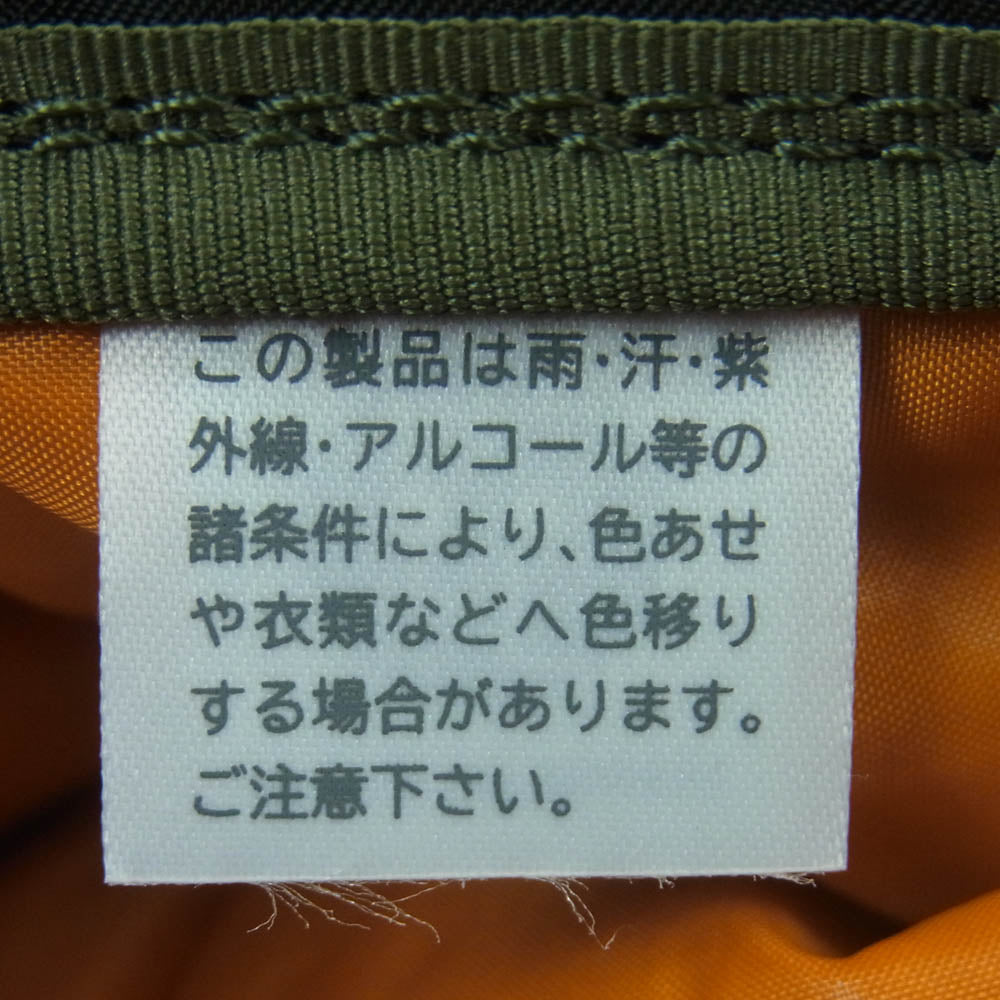 この製品は雨・汗・紫
外線・アルコール等の
諸条件により、色あせ
や衣類などへ色移り
する場合があります。
ご注意下さい。